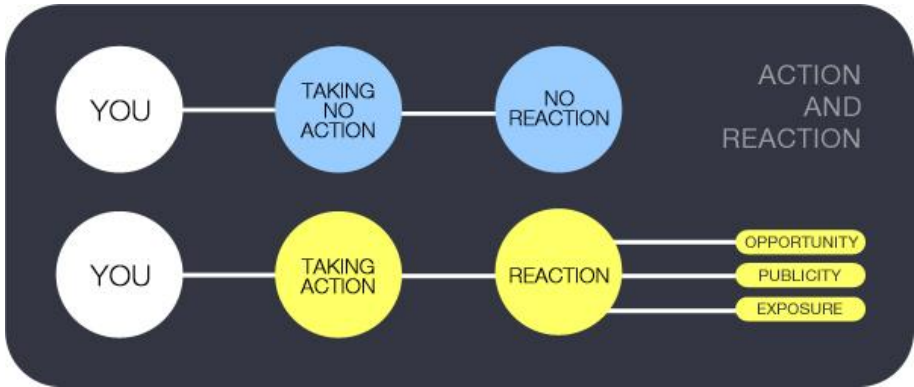 YOU
TAKING
NO
ACTION
NO
REACTION
ACTION
AND
REACTION
YOU
TAKING
ACTION
REACTION
OPPORTUNITY
PUBLICITY
EXPOSURE